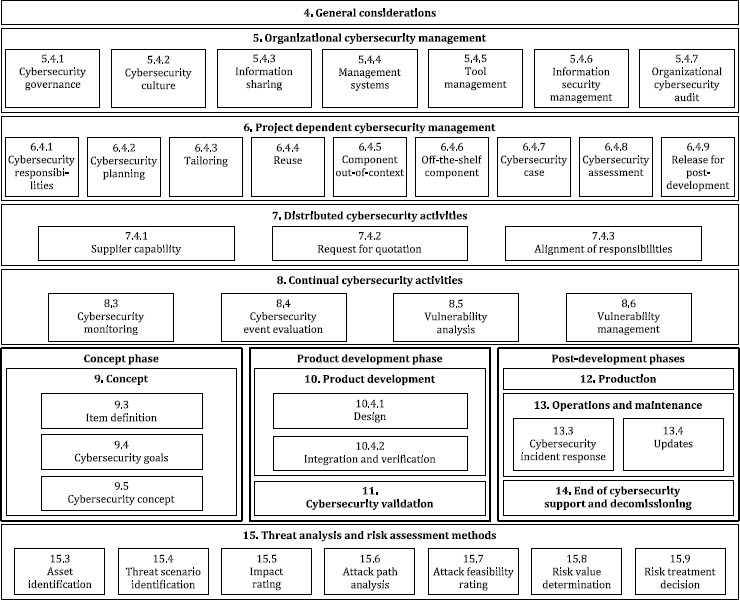 4. General considerations
5. Organizational cybersecurity management
5.4.1
Cybersecurity
governance
5.4.2
Cybersecurity
culture
5.4,3
Information
sharing
5.4,4
Management
systems
5.4,5
Tool
management
5.4.6
Information
security
management
5.4.7
Organizational
cybersecurity
audit
6. Project dependent cybersecurity management
6.4.1
Cybersecurity
responsibi-
lities
6.4.2
Cybersecurity
planning
6.4.3
Tailoring
6.4.4
Reuse
6.4.5
Component
out-of-context
6.4.6
Off-the-shelf
component
6.4.7
Cybersecurity
case
6.4.8
Cybersecurity
assessment
6.4.9
Release for
post-
development
7. Distributed cybersecurity activities
7.4.1
Supplier capability
7.4.2
Request for quotation
7.4.3
Alignment of responsibilities
8. Continual cybersecurity activities
8,3
Cybersecurity
monitoring
8,4
Cybersecurity
event evaluation
8,5
Vulnerability
analysis
8,6
Vulnerability
management
Concept phase
9. Concept
9.3
Item definition
9.4
Cybersecurity goals
9.5
Cybersecurity concept
Product development phase
10. Product development
10.4.1
Design
10.4.2
Integration and verification
11.
Cybersecurity validation
Post-development phases
12. Production
13. Operations and maintenance
13.3
Cybersecurity
incident response
13.4
Updates
14. End of cybersecurity
support and decomissioning
15. Threat analysis and risk assessment methods
15.3
Asset
identification
15.4
Threat scenario
identification
15.5
Impact
rating
15.6
Attack path
analysis
15.7
Attack feasibility
rating
15.8
Risk value
determination
15.9
Risk treatment
decision